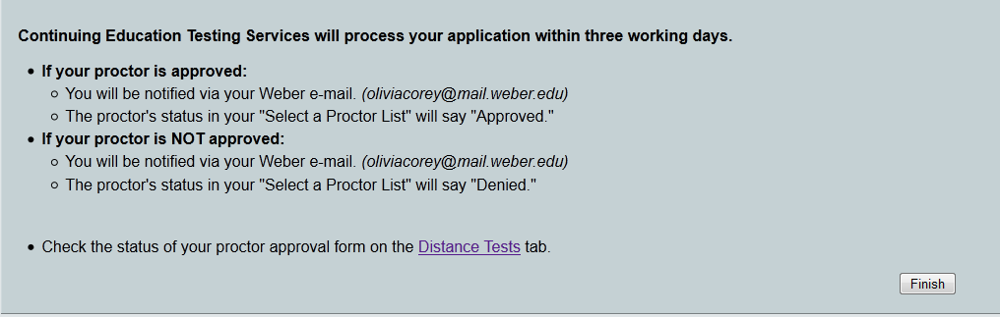 Continuing Education Testing Services will process your application within three working days.
• If your proctor is approved:
○ You will be notified via your Weber e-mail. (oliviacorey@mail.weber.edu)
○ The proctor's status in your "Select a Proctor List" will say "Approved."
• If your proctor is NOT approved:
○ You will be notified via your Weber e-mail. (oliviacorey@mail.weber.edu)
○ The proctor's status in your "Select a Proctor List" will say "Denied."
• Check the status of your proctor approval form on the Distance Tests tab.
Finish